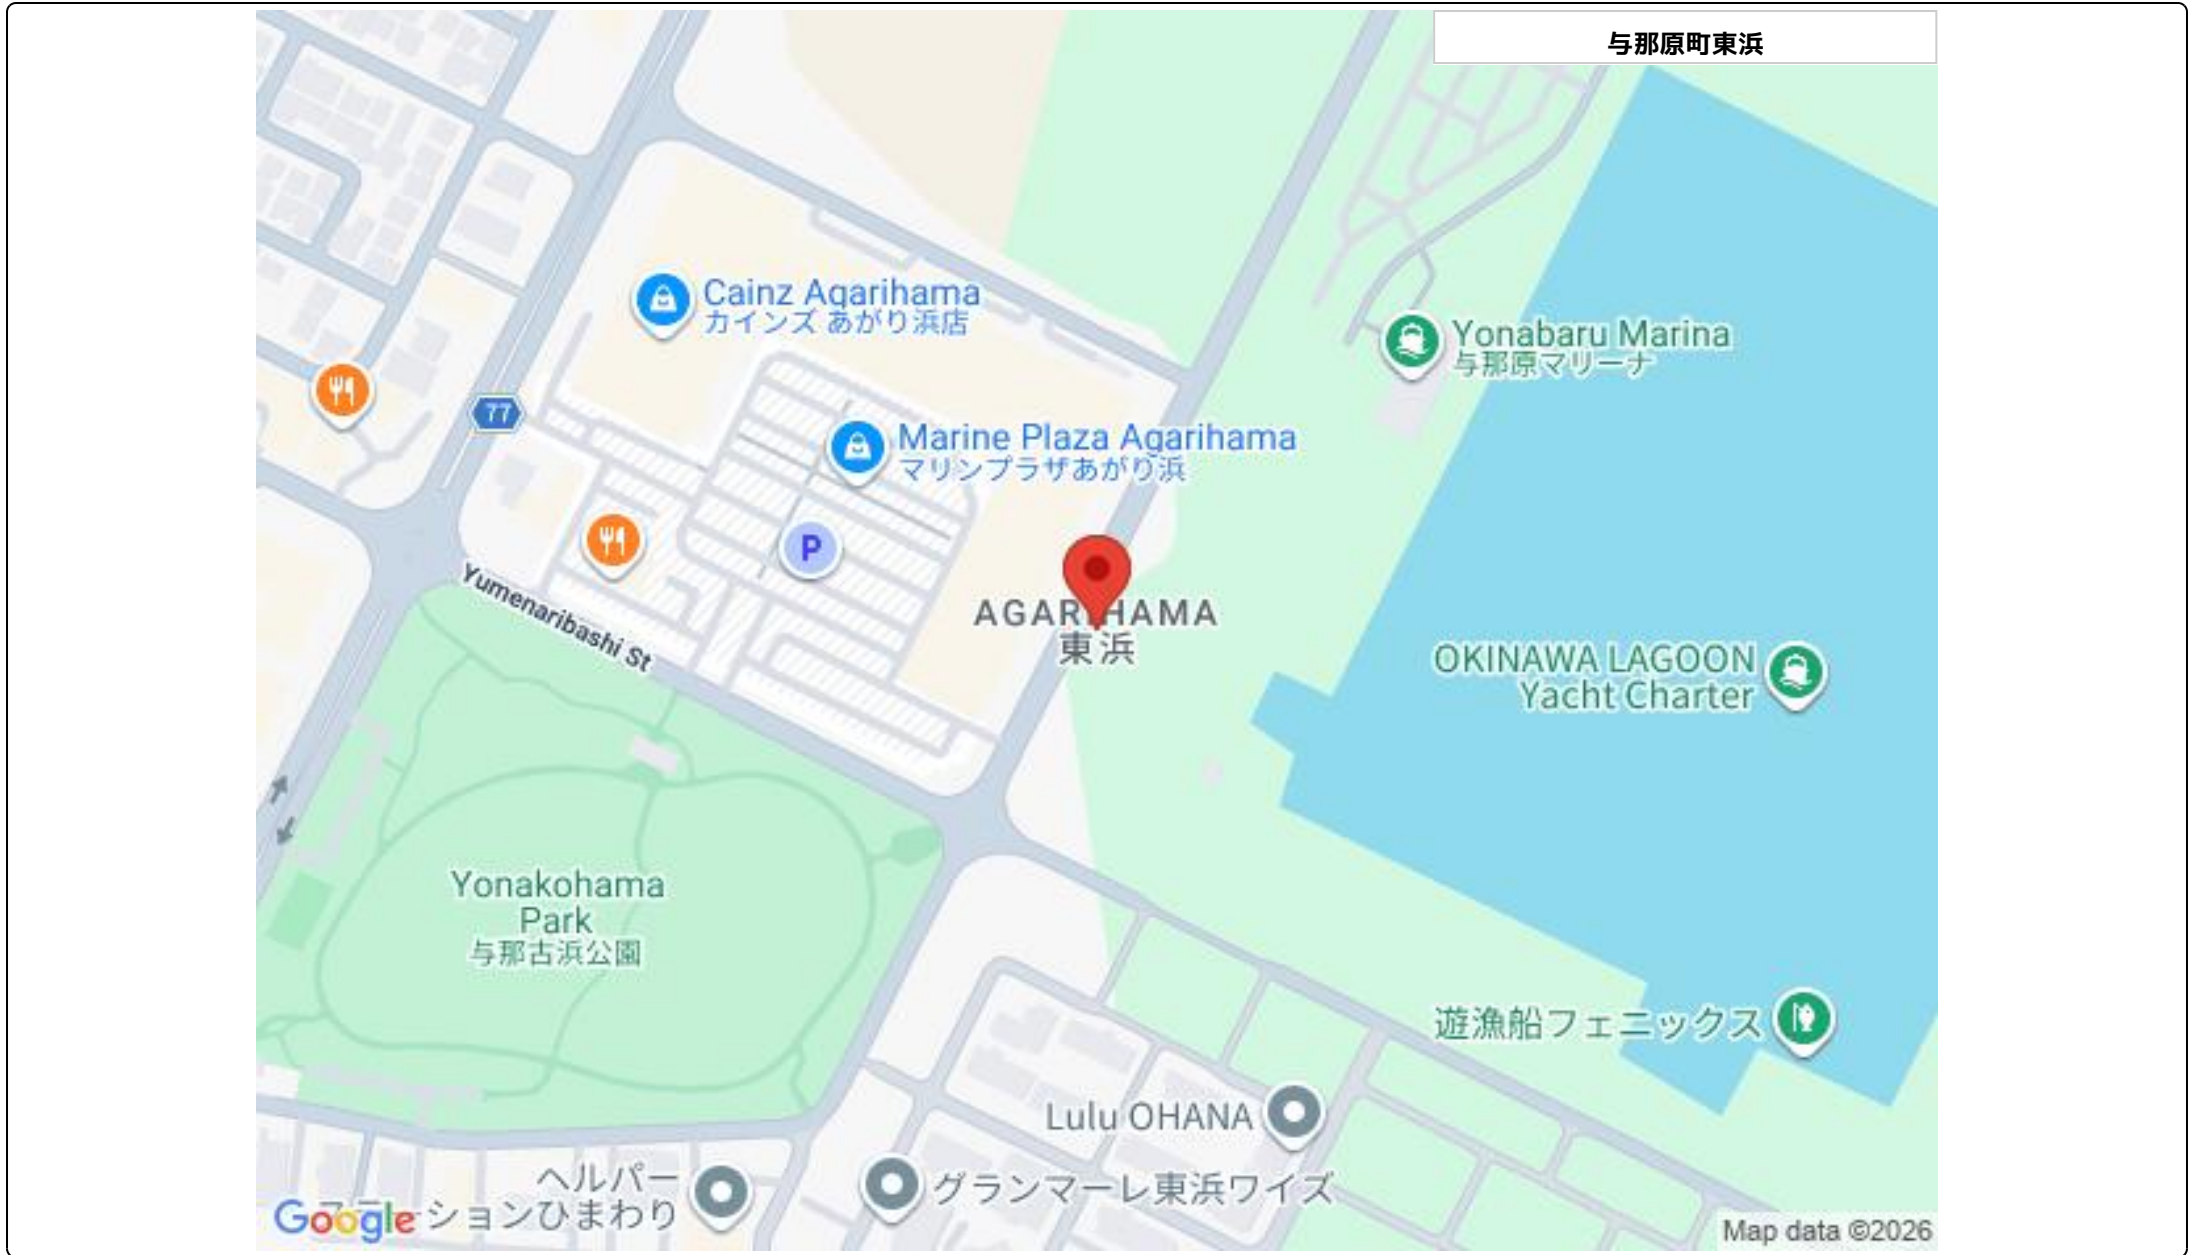 与那原町東浜
Cainz Agarihama
カインズ あがり浜店
Yonabaru Marina
与那原マリーナ
77
Marine Plaza Agarihama
マリンプラザあがり浜
P
Yumenaribashi St
AGARIHAMA
東浜
OKINAWA LAGOON
Yacht Charter
Yonakohama
Park
与那古浜公園
遊漁船フェニックス
Lulu OHANA
グランマーレ東浜ワイズ
ヘルパー
ションひまわり
Google
Map data ©2026